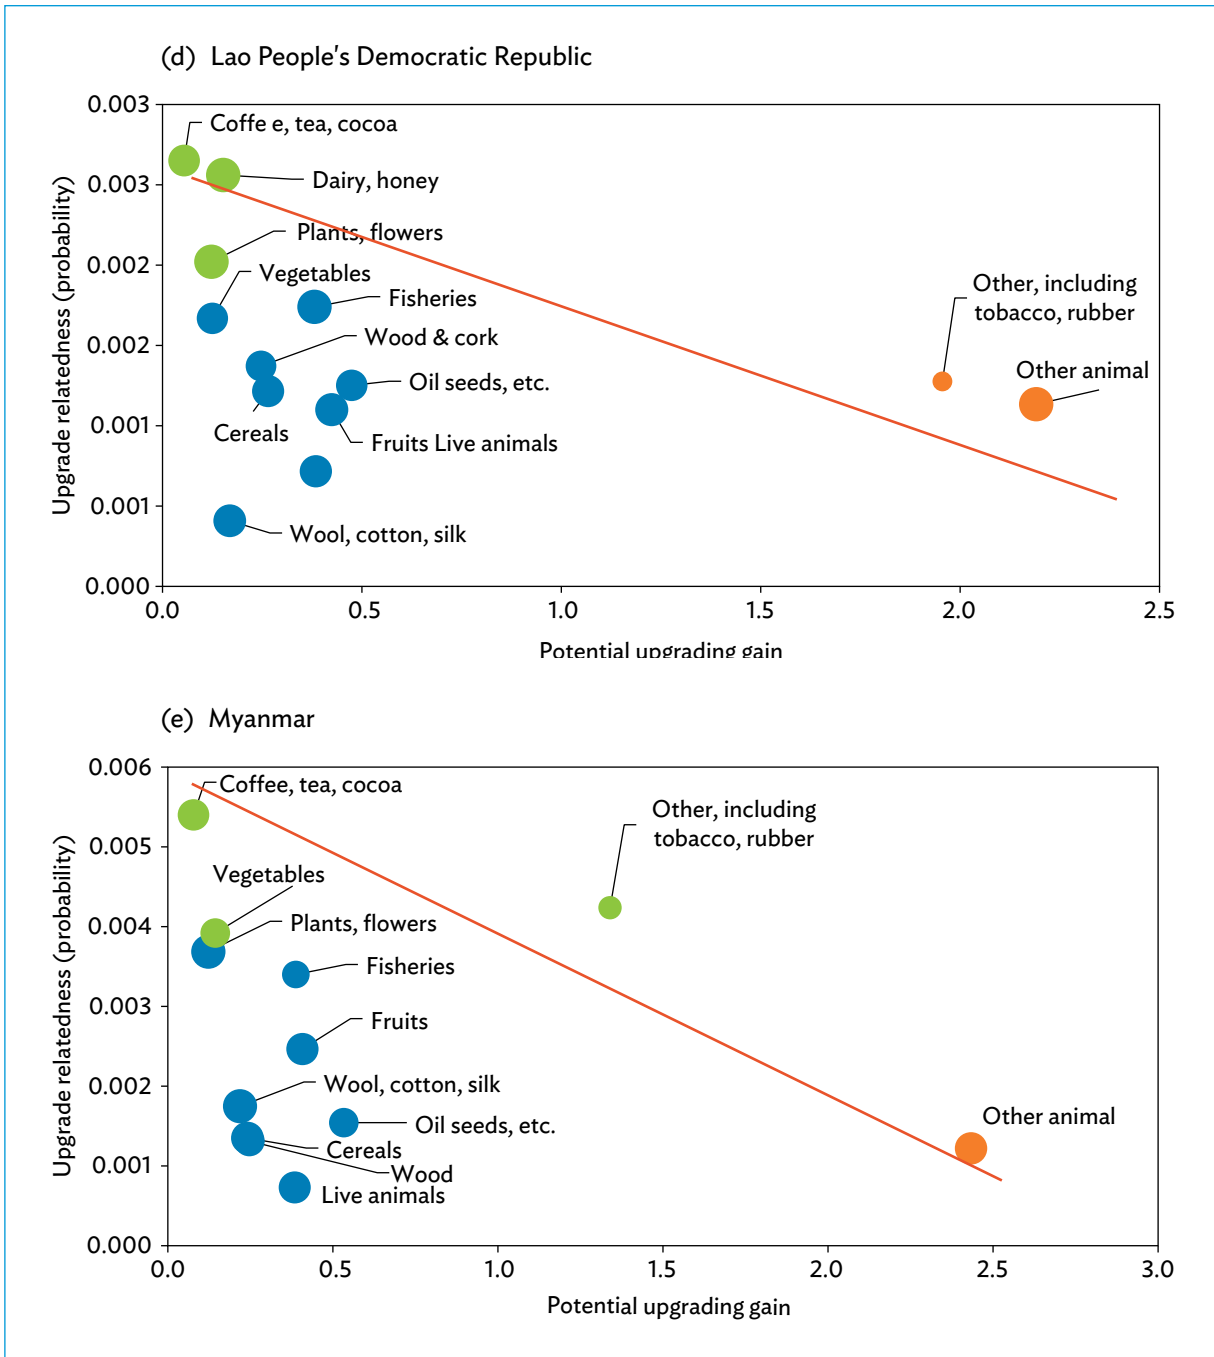 (d) Lao People's Democratic Republic
0.003
Coffe e, tea, cocoa
0.003
Dairy, honey
Plants, flowers
0.002
Vegetables
Fisheries
Other, including
tobacco, rubber
0.002
Wood & cork
Oil seeds, etc.
Other animal
0.001
Cereals
Fruits Live animals
0.001
Wool, cotton, silk
0.000
Upgrade relatedness (probability)
0.0 0.5 1.0 1.5 2.0 2.5
Potential upgrading gain
(e) Myanmar
0.006
Coffee, tea, cocoa
Other, including
tobacco, rubber
0.005
Vegetables
0.004
Plants, flowers
Fisheries
0.003
Fruits
0.002
Wool, cotton, silk
Oil seeds, etc.
Other animal
Cereals
0.001
Wood
Live animals
0.000
Upgrade relatedness (probability)
0.0 0.5 1.0 1.5 2.0 2.5 3.0
Potential upgrading gain